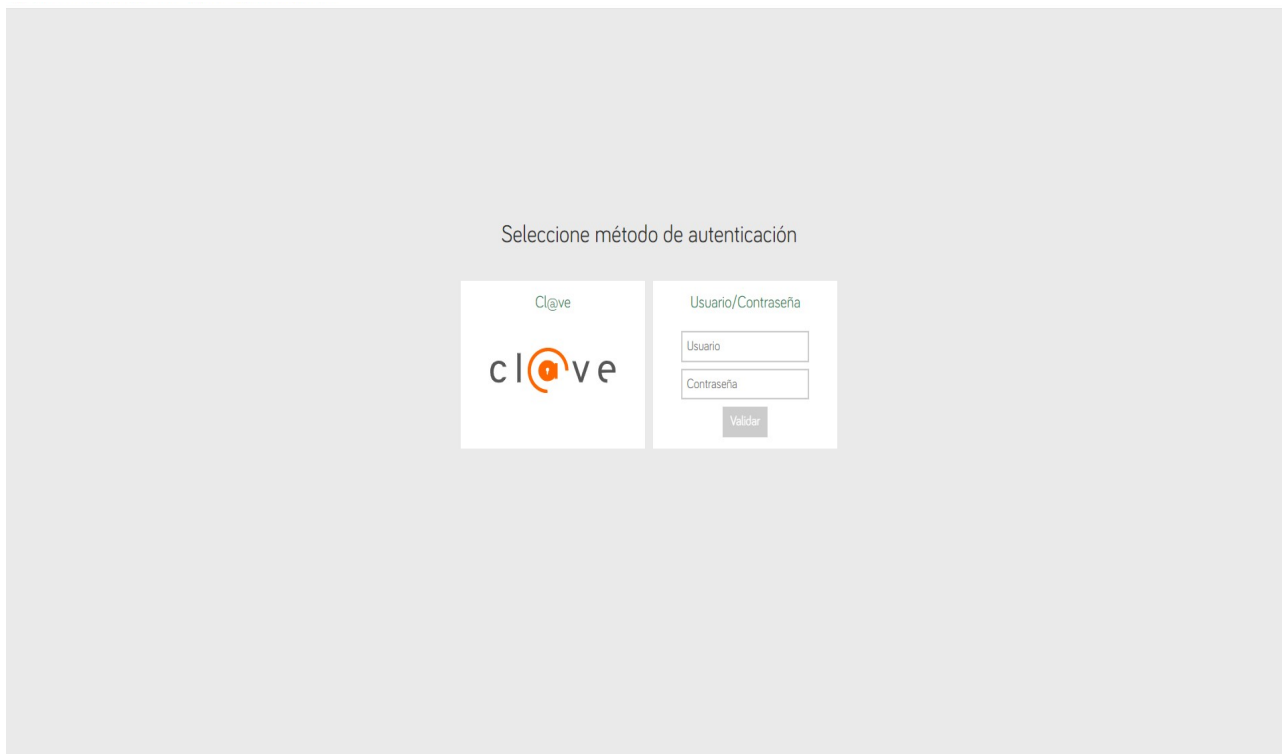 Seleccione método de autenticación
Cl@ve
cl@ve
Usuario/Contraseña
Usuario
Contraseña
Validar